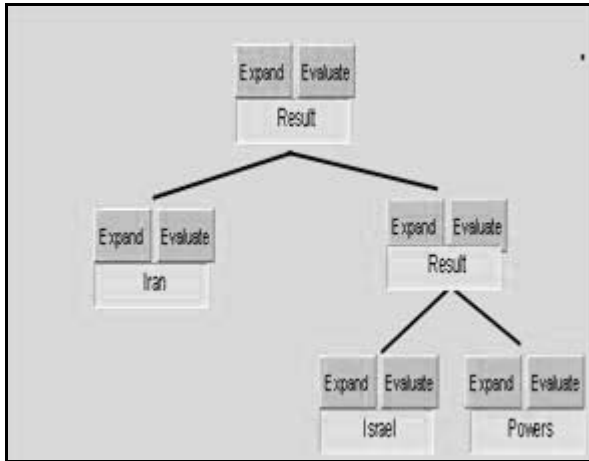 Expand Evaluate
Result
Expand Evaluate
Iran
Expand Evaluate
Result
Expand Evaluate
Israel
Expand Evaluate
Powers